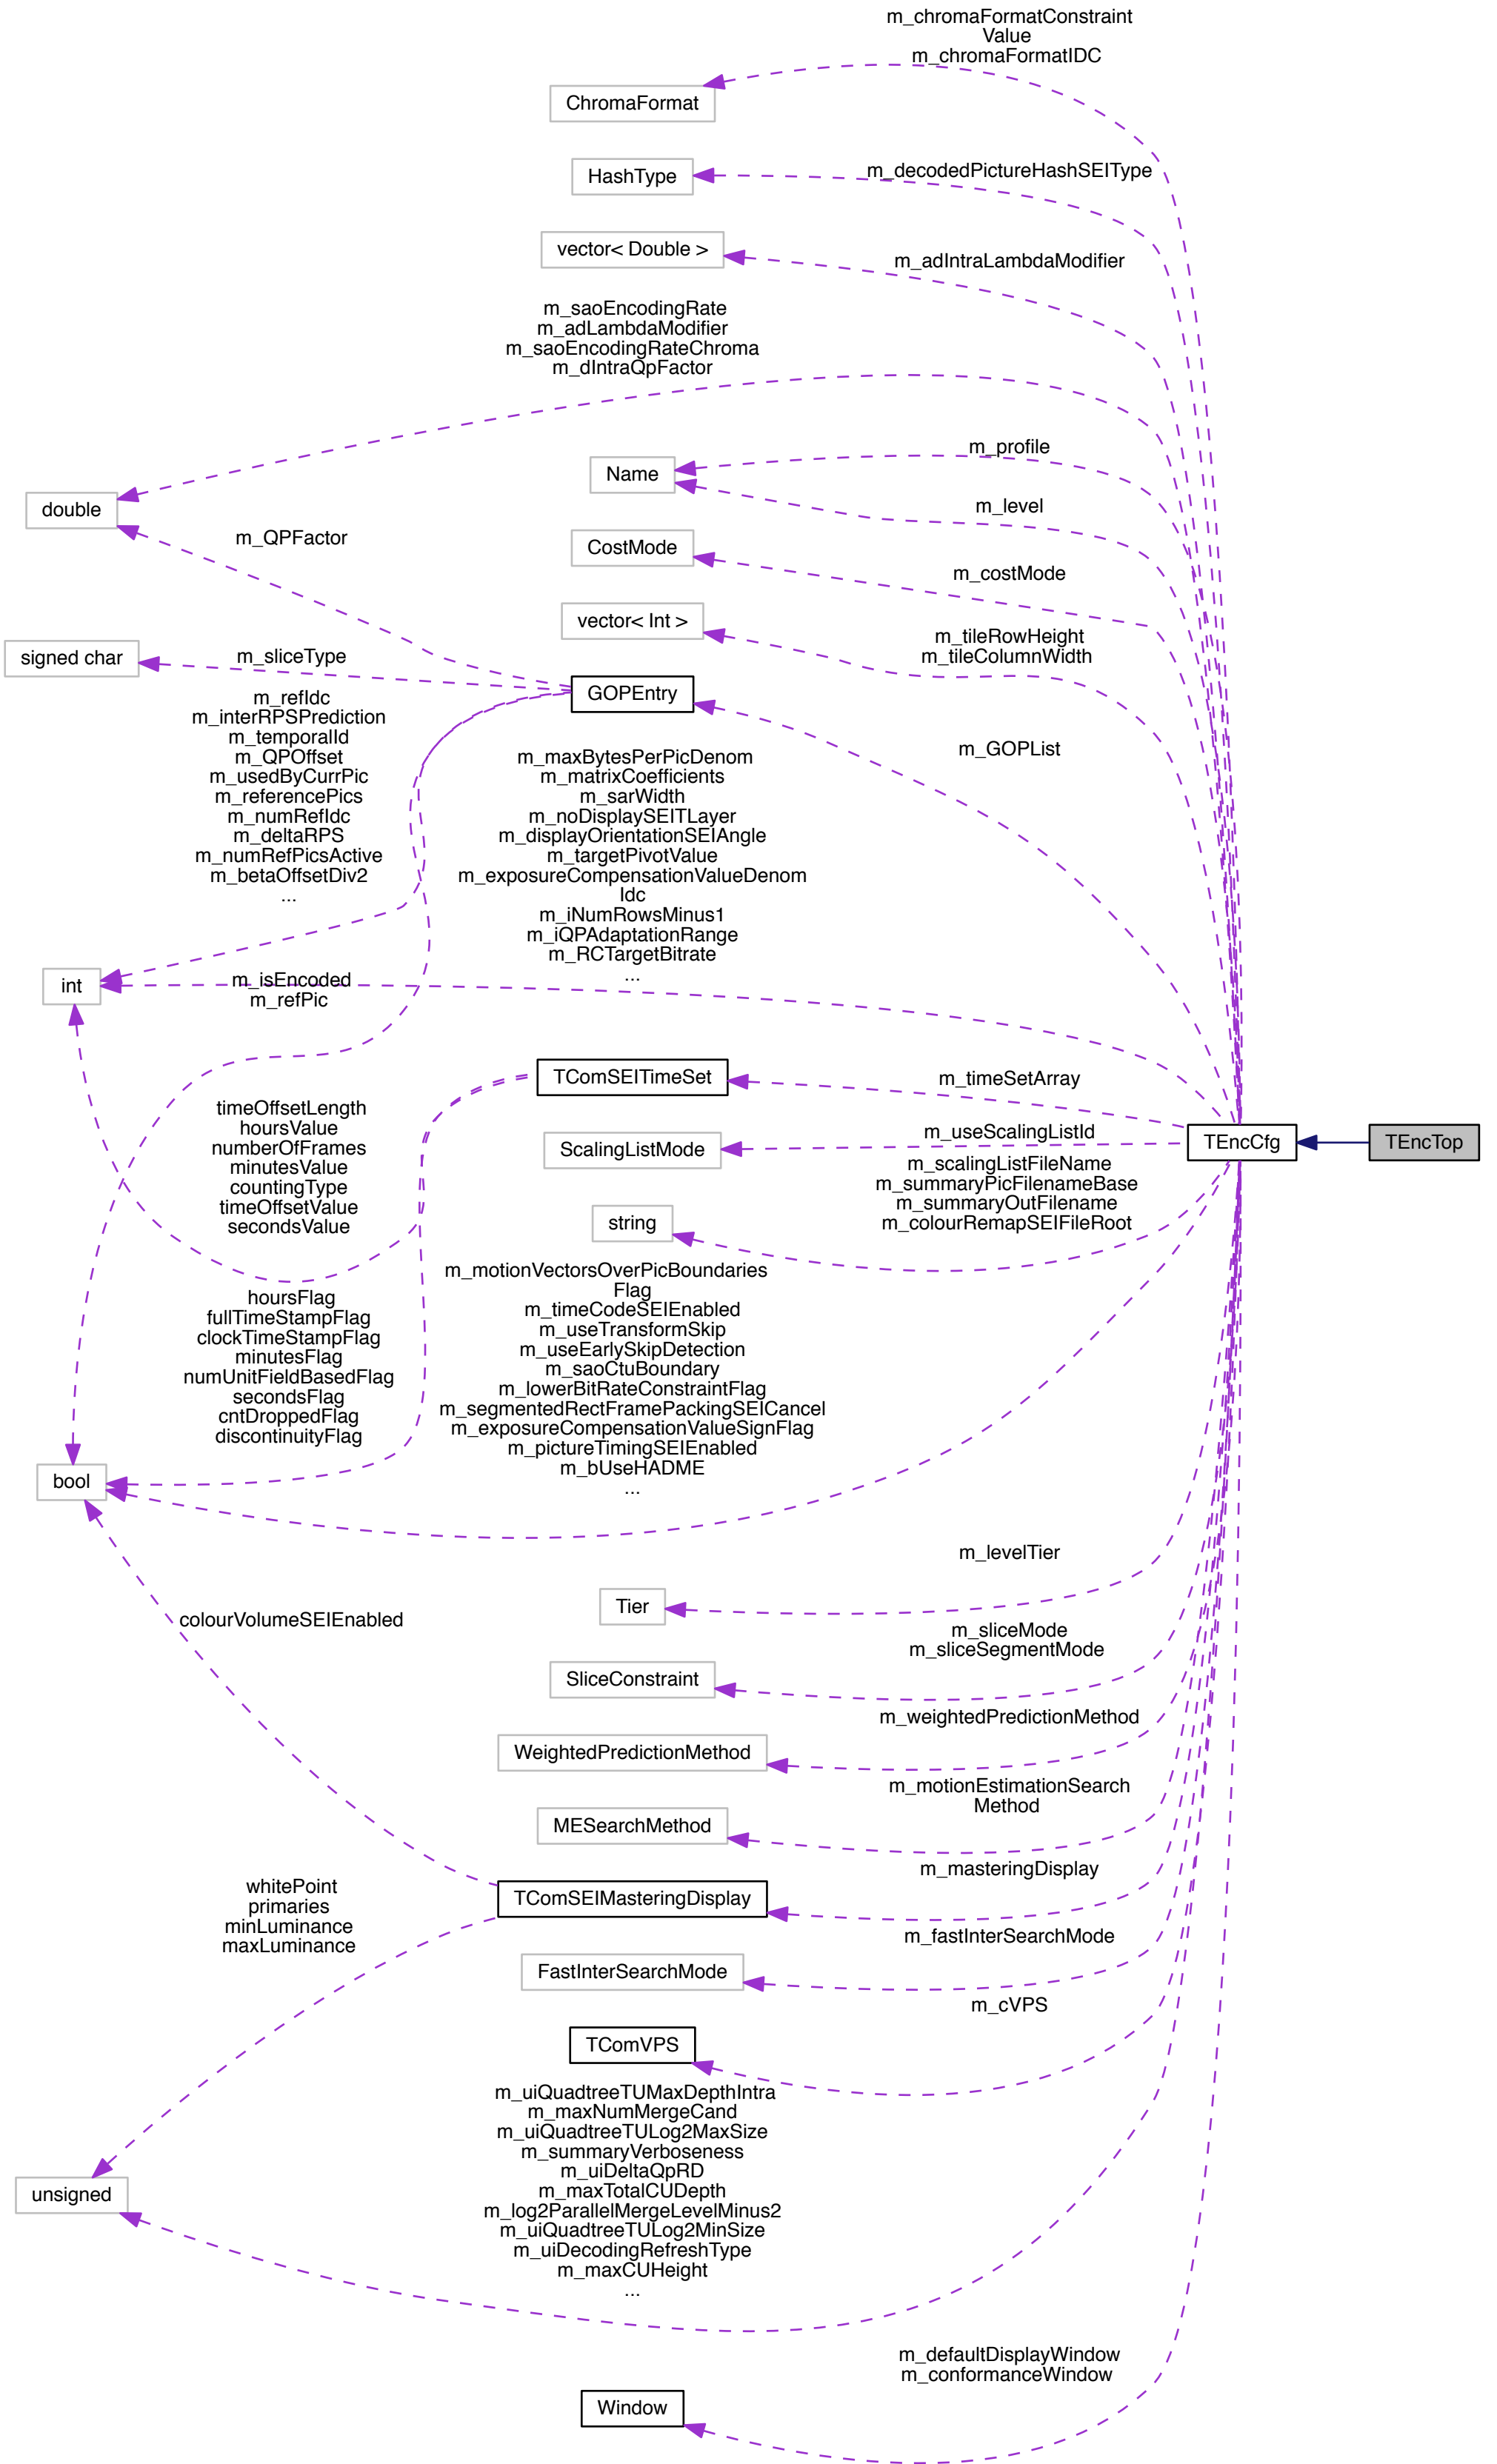 m_chromaFormatConstraint
Value
m_chromaFormatIDC
ChromaFormat
HashType
m_decodedPictureHashSEIType
vector< Double >
m_adIntraLambdaModifier
m_saoEncodingRate
m_adLambdaModifier
m_saoEncodingRateChroma
m_dIntraQpFactor
m_profile
Name
double
m_level
m_QPFactor
CostMode
m_costMode
vector< Int >
m_tileRowHeight
m_tileColumnWidth
signed char
m_sliceType
GOPEntry
m_GOPList
m_refIdc
m_interRPSPrediction
m_temporalId
m_QPOffset
m_usedByCurrPic
m_referencePics
m_numRefIdc
m_deltaRPS
m_numRefPicsActive
m_betaOffsetDiv2
...
m_maxBytesPerPicDenom
m_matrixCoefficients
m_sarWidth
m_noDisplaySEITLayer
m_displayOrientationSEIAngle
m_targetPivotValue
m_exposureCompensationValueDenom
Idc
m_iNumRowsMinus1
m_iQPAdaptationRange
m_RCTargetBitrate
...
int
m_isEncoded
m_refPic
TComSEITimeSet
m_timeSetArray
timeOffsetLength
hoursValue
numberOfFrames
minutesValue
countingType
timeOffsetValue
secondsValue
ScalingListMode
m_useScalingListId
TEncCfg
TEncTop
string
m_scalingListFileName
m_summaryPicFilenameBase
m_summaryOutFilename
m_colourRemapSEIFileRoot
hoursFlag
fullTimeStampFlag
clockTimeStampFlag
minutesFlag
numUnitFieldBasedFlag
secondsFlag
cntDroppedFlag
discontinuityFlag
m_motionVectorsOverPicBoundaries
Flag
m_timeCodeSEIEnabled
m_useTransformSkip
m_useEarlySkipDetection
m_saoCtuBoundary
m_lowerBitRateConstraintFlag
m_segmentedRectFramePackingSEICancel
m_exposureCompensationValueSignFlag
m_pictureTimingSEIEnabled
m_bUseHADME
...
bool
m_levelTier
Tier
colourVolumeSEIEnabled
m_sliceMode
m_sliceSegmentMode
SliceConstraint
m_weightedPredictionMethod
WeightedPredictionMethod
m_motionEstimationSearch
Method
MESearchMethod
m_masteringDisplay
TComSEIMasteringDisplay
whitePoint
primaries
minLuminance
maxLuminance
m_fastInterSearchMode
FastInterSearchMode
m_cVPS
TComVPS
m_uiQuadtreeTUMaxDepthIntra
m_maxNumMergeCand
m_uiQuadtreeTULog2MaxSize
m_summaryVerboseness
m_uiDeltaQpRD
m_maxTotalCUDepth
m_log2ParallelMergeLevelMinus2
m_uiQuadtreeTULog2MinSize
m_uiDecodingRefreshType
m_maxCUHeight
...
unsigned
m_defaultDisplayWindow
m_conformanceWindow
Window